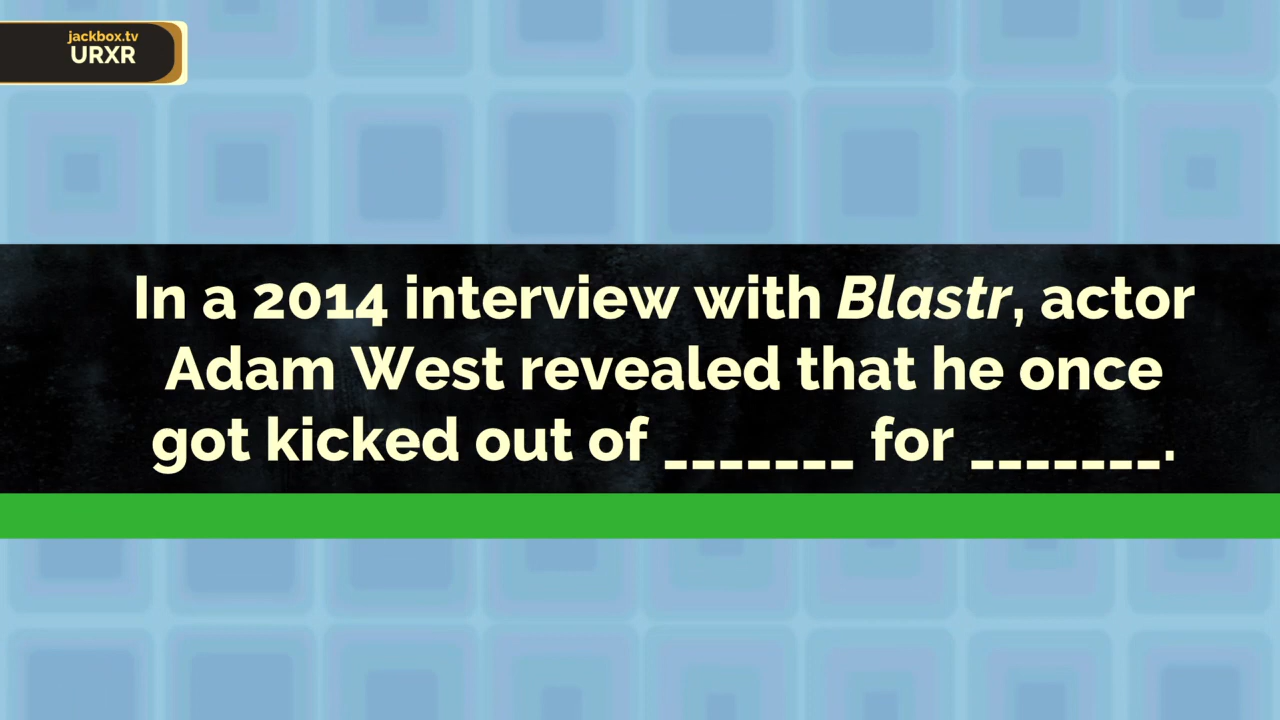 jackbox.tv
URXR
In a 2014 interview with Blastr, actor
Adam West revealed that he once
got kicked out of _______ for _______.